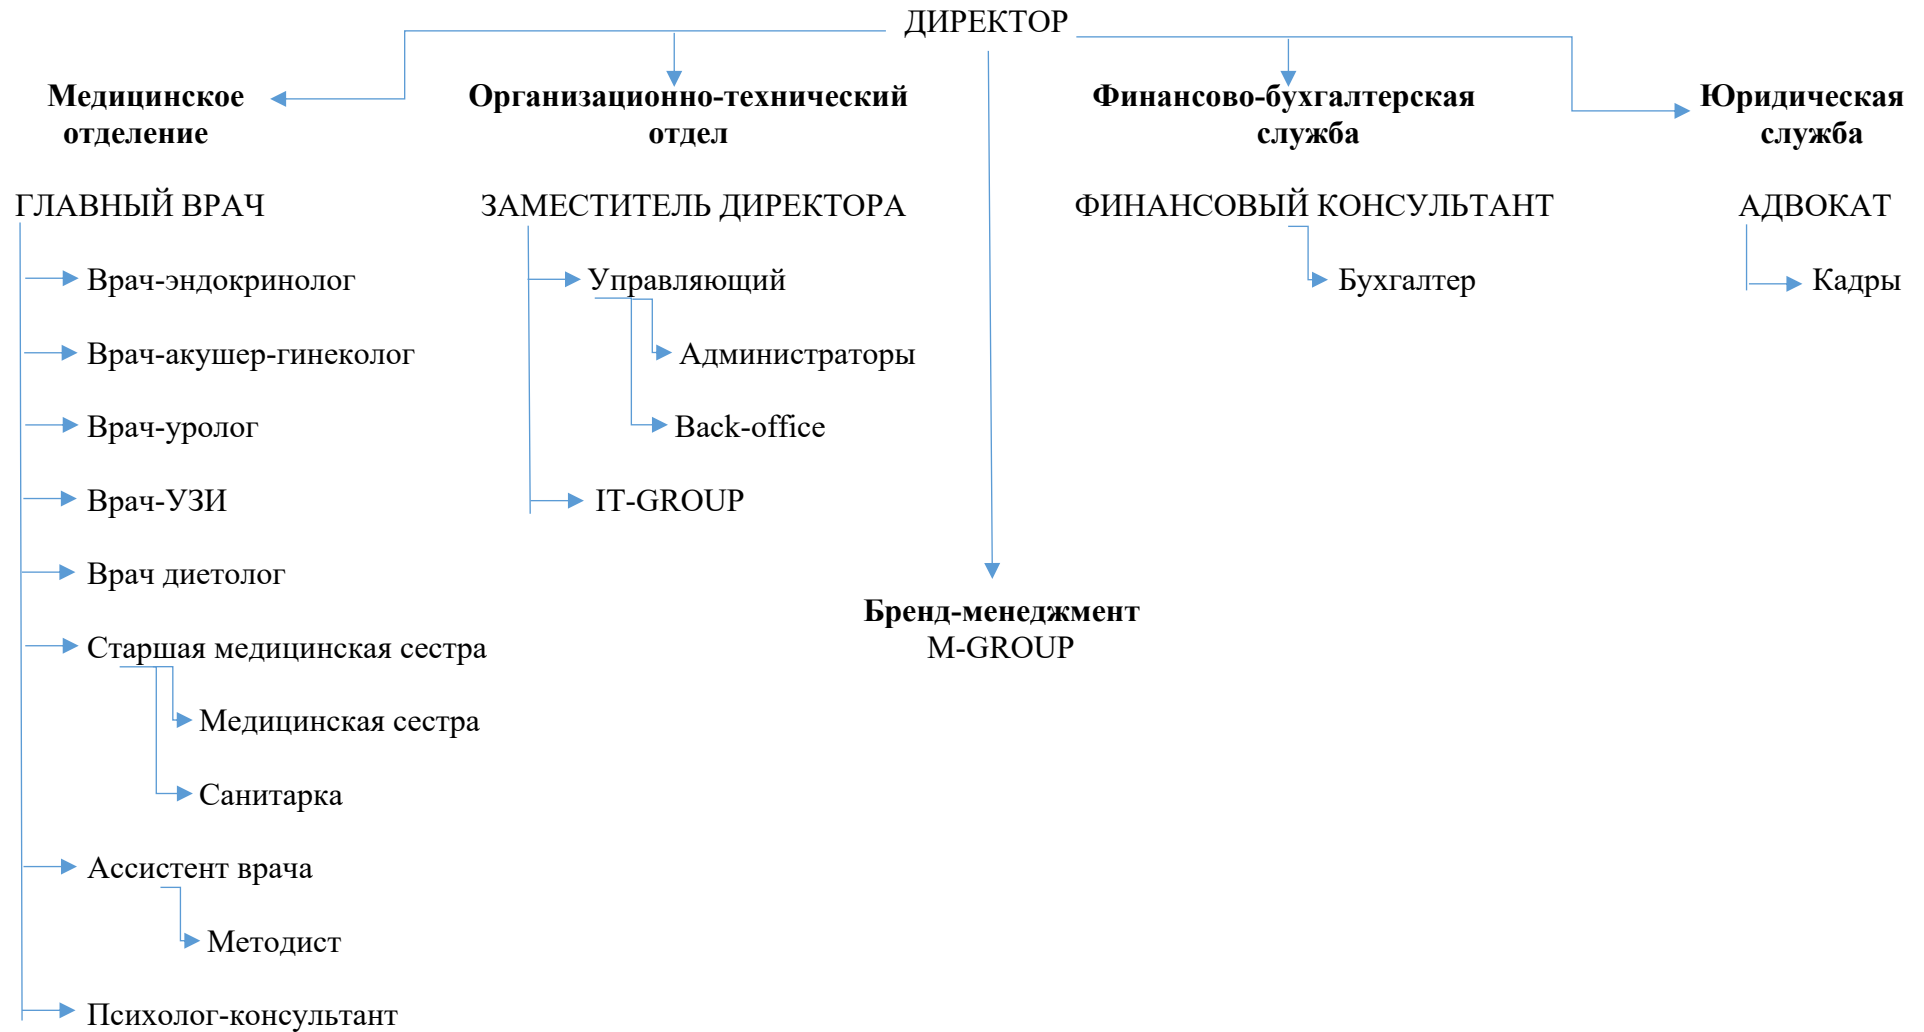 ДИРЕКТОР
Медицинское
отделение
Организационно-технический
отдел
Финансово-бухгалтерская
служба
Юридическая
служба
ГЛАВНЫЙ ВРАЧ
ЗАМЕСТИТЕЛЬ ДИРЕКТОРА
ФИНАНСОВЫЙ КОНСУЛЬТАНТ
АДВОКАТ
Врач-эндокринолог
Управляющий
Бухгалтер
Кадры
Врач-акушер-гинеколог
Администраторы
Врач-уролог
Back-office
Врач-УЗИ
IT-GROUP
Врач диетолог
Бренд-менеджмент
M-GROUP
Старшая медицинская сестра
Медицинская сестра
Санитарка
Ассистент врача
Методист
Психолог-консультант